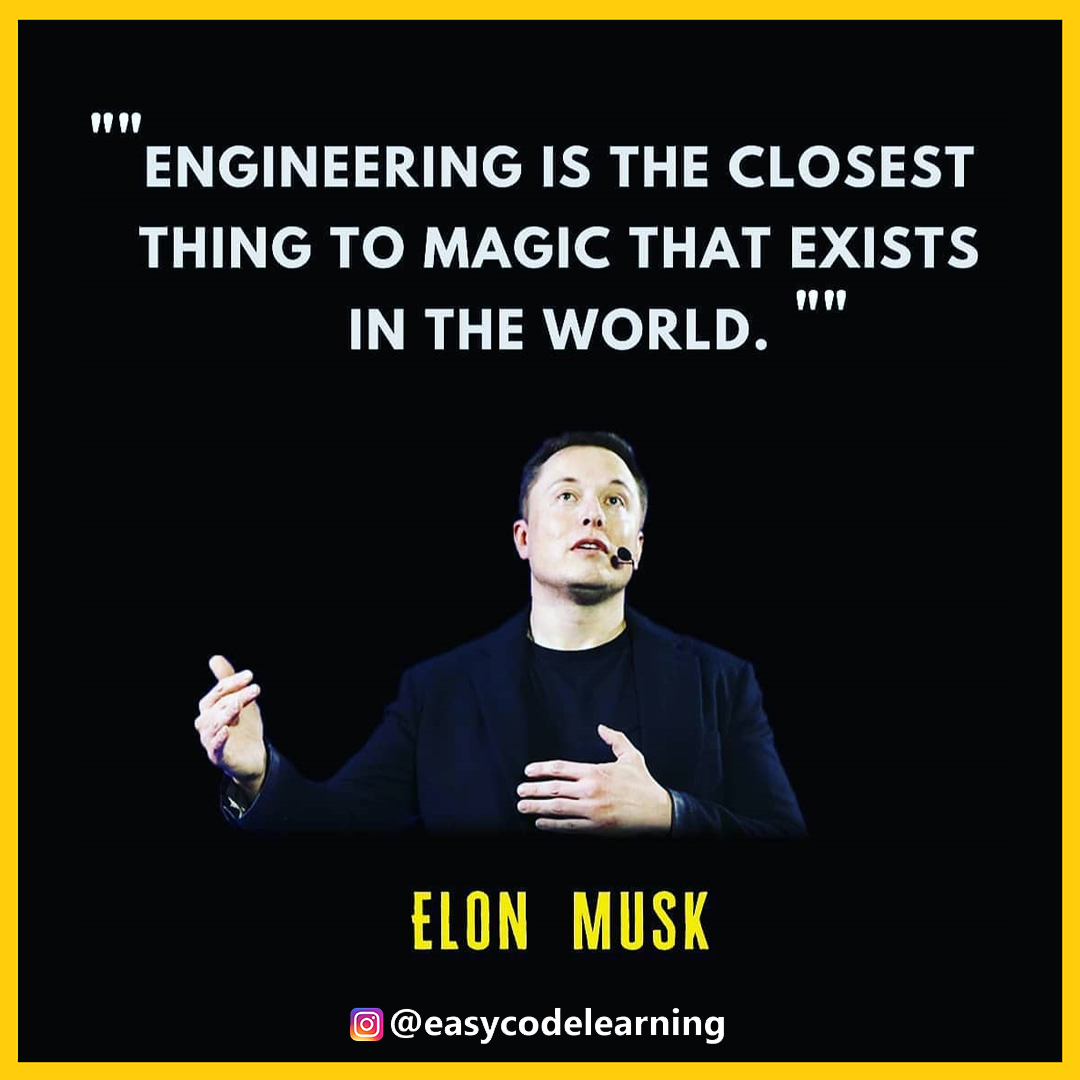 ""ENGINEERING IS THE CLOSEST
THING TO MAGIC THAT EXISTS
IN THE WORLD. ""
ELON MUSK
@easycodelearning